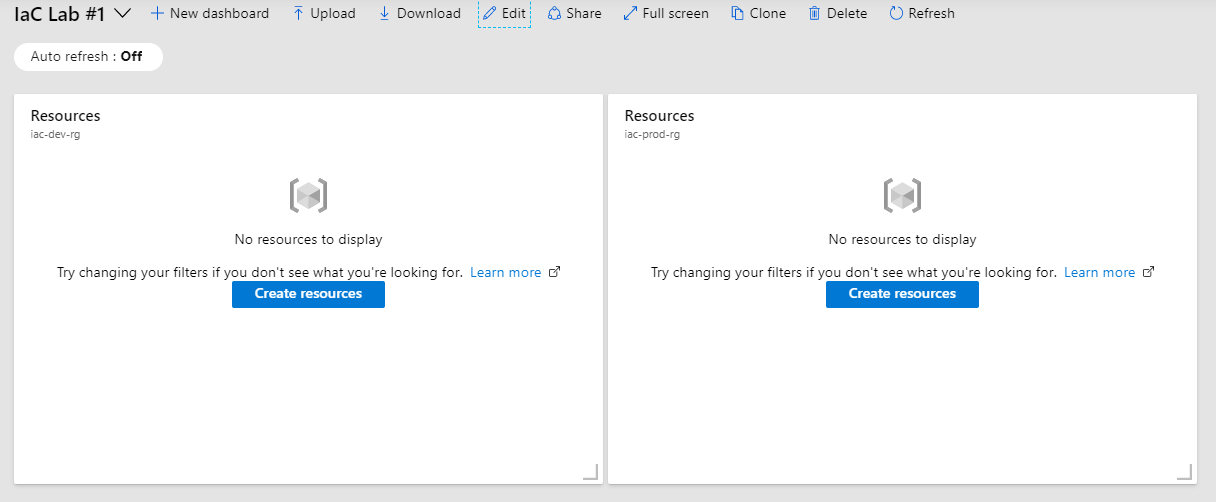 IaC Lab #1 New dashboard Upload Download Edit Share Full screen Clone Delete Refresh
Auto refresh : Off
Resources
iac-dev-rg
No resources to display
Try changing your filters if you don't see what you're looking for. Learn more
Create resources
Resources
iac-prod-rg
No resources to display
Try changing your filters if you don't see what you're looking for. Learn more
Create resources